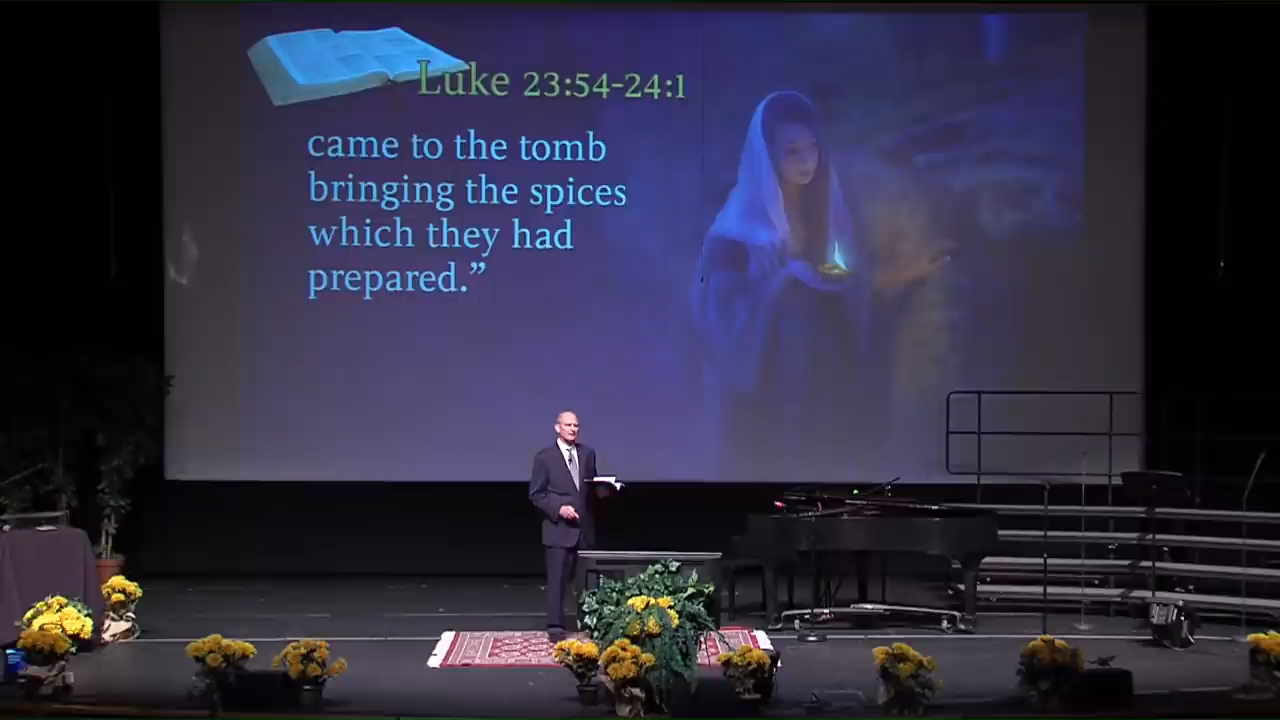 Luke 23:54-24:1
came to the tomb
bringing the spices
which they had
prepared.”